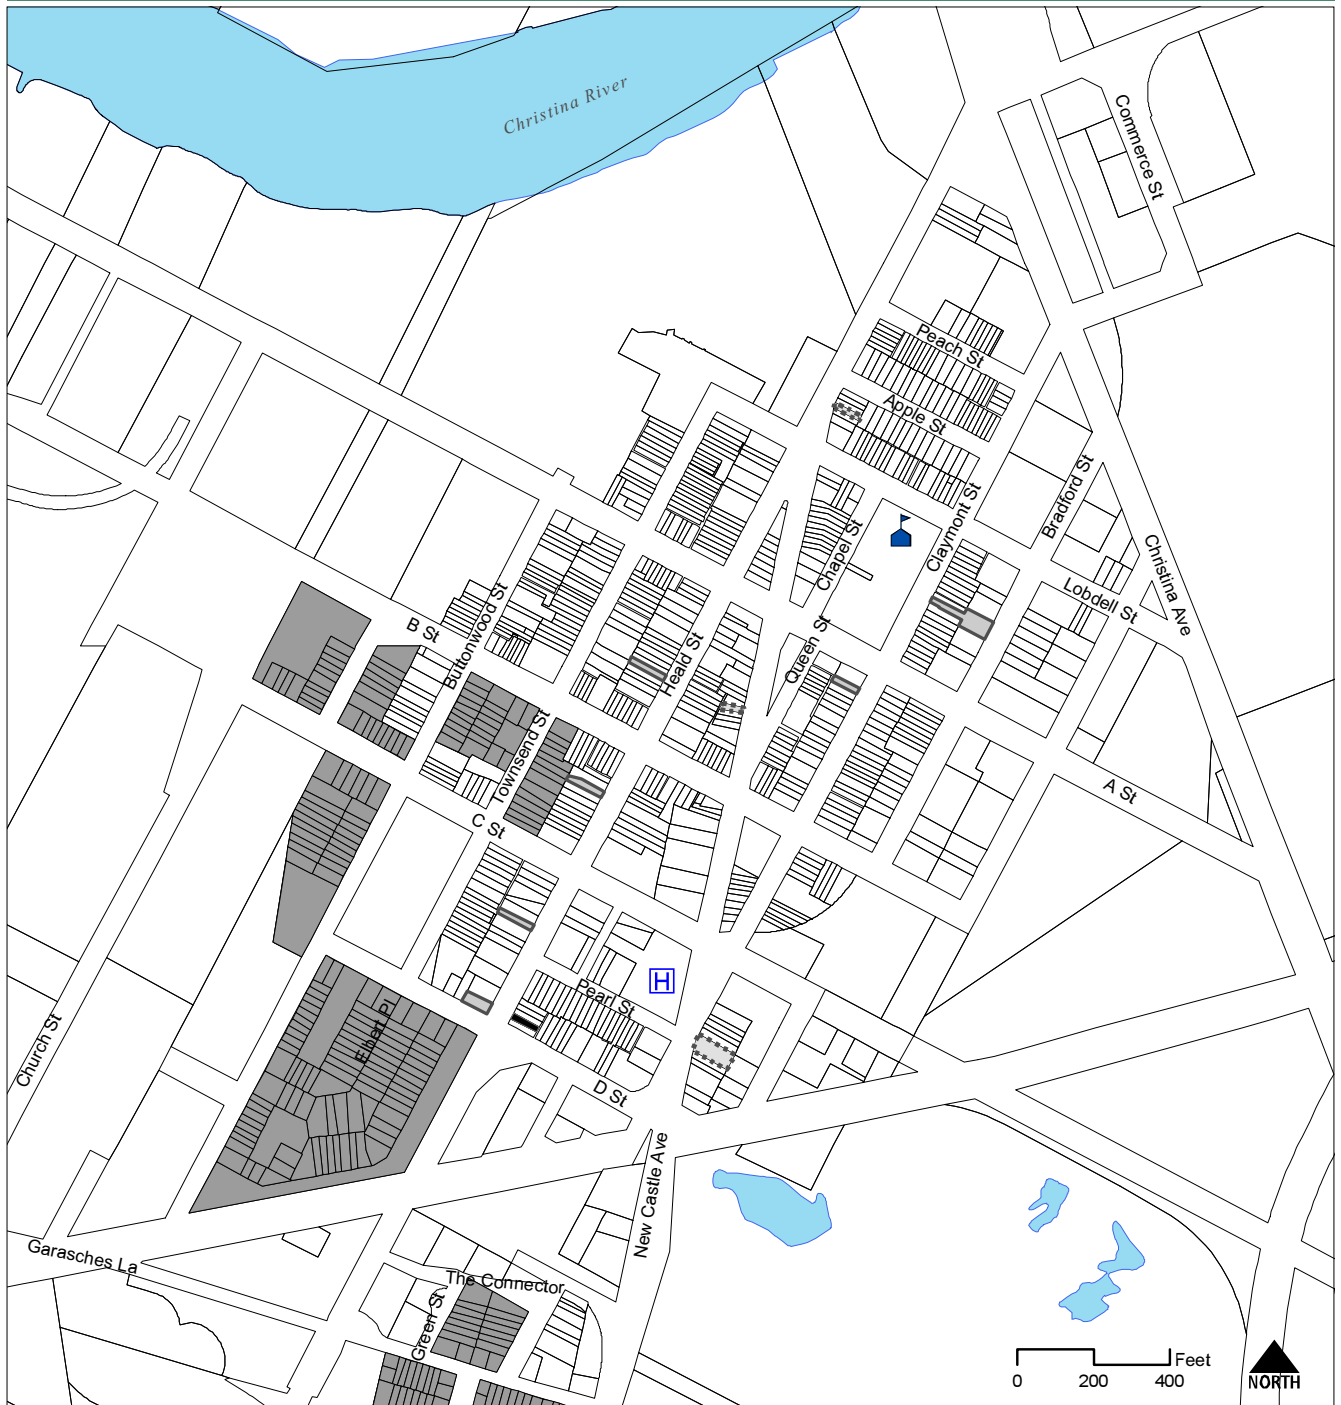 Christina River
Commerce St
Peach St
Apple St
Bradford St
Claymont St
Chapel St
Christina Ave
Lobdell St
B St
Buttonwood St
Heald St
Queen St
Townsend St
A St
C St
H
Pearl St
Elbert Pl
Church St
D St
New Castle Ave
Garasches La
The Connector
Green St
Feet
0 200 400
NORTH